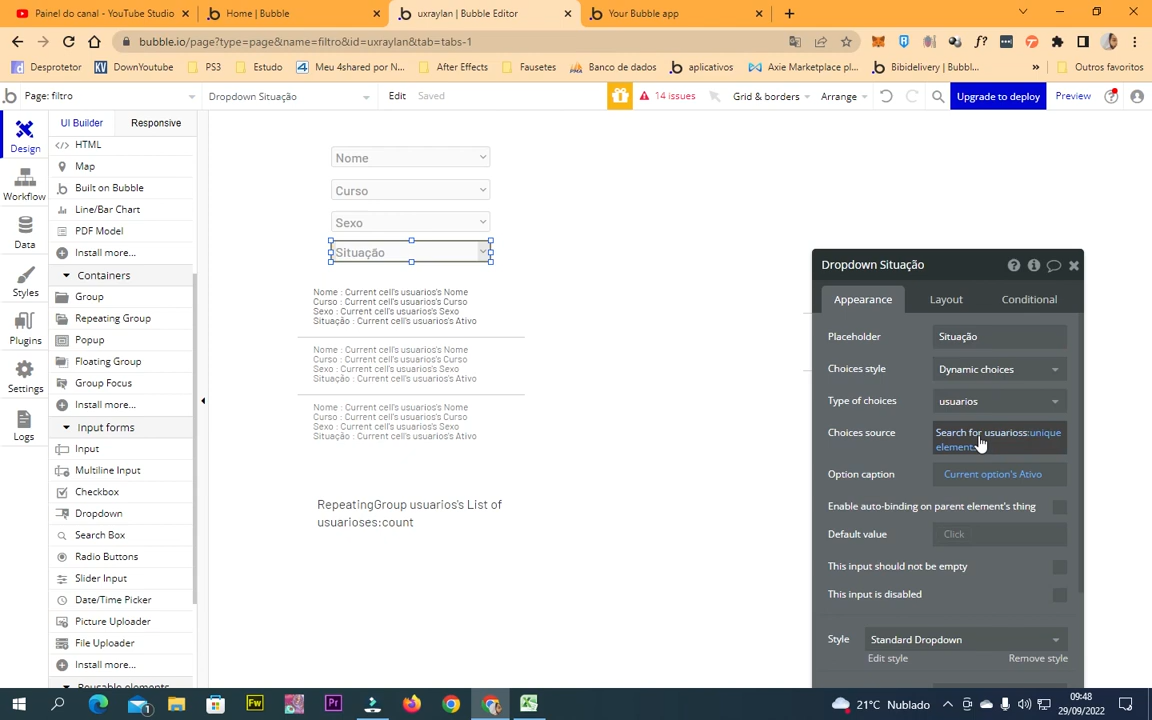 Painel do canal - YouTube Studio
Home | Bubble
uxraylan | Bubble Editor
Your Bubble app
bubble.io/page?type=page&name=filtro&id=uxraylan&tab=tabs-1
Desprotetor
DownYoutube
PS3
Estudo
Meu 4shared por N...
After Effects
Fausetes
Banco de dados
aplicativos
Axie Marketplace pl...
Bibidelivery | Bubbl...
Outros favoritos
Page: filtro
Dropdown Situação
Edit
Saved
14 issues
Grid & borders
Arrange
Upgrade to deploy
Preview
Design
Workflow
Data
Styles
Plugins
Settings
Logs
UI Builder
Responsive
HTML
Map
Built on Bubble
Line/Bar Chart
PDF Model
Install more...
Containers
Group
Repeating Group
Popup
Floating Group
Group Focus
Install more...
Input forms
Input
Multiline Input
Checkbox
Dropdown
Search Box
Radio Buttons
Slider Input
Date/Time Picker
Picture Uploader
File Uploader
Install more...
Reusable elements
Nome
Curso
Sexo
Situação
Nome : Current cell's usuarios's Nome
Curso : Current cell's usuarios's Curso
Sexo : Current cell's usuarios's Sexo
Situação : Current cell's usuarios's Ativo
Nome : Current cell's usuarios's Nome
Curso : Current cell's usuarios's Curso
Sexo : Current cell's usuarios's Sexo
Situação : Current cell's usuarios's Ativo
Nome : Current cell's usuarios's Nome
Curso : Current cell's usuarios's Curso
Sexo : Current cell's usuarios's Sexo
Situação : Current cell's usuarios's Ativo
RepeatingGroup usuarios's List of
usuarioses:count
Dropdown Situação
Appearance
Layout
Conditional
Placeholder
Situação
Choices style
Dynamic choices
Type of choices
usuarios
Choices source
Search for usuarioss:unique
Option caption
Current option's Ativo
Enable auto-binding on parent element's thing
Default value
Click
This input should not be empty
This input is disabled
Style
Standard Dropdown
Edit style
Remove style
21°C Nublado
09:48
29/09/2022